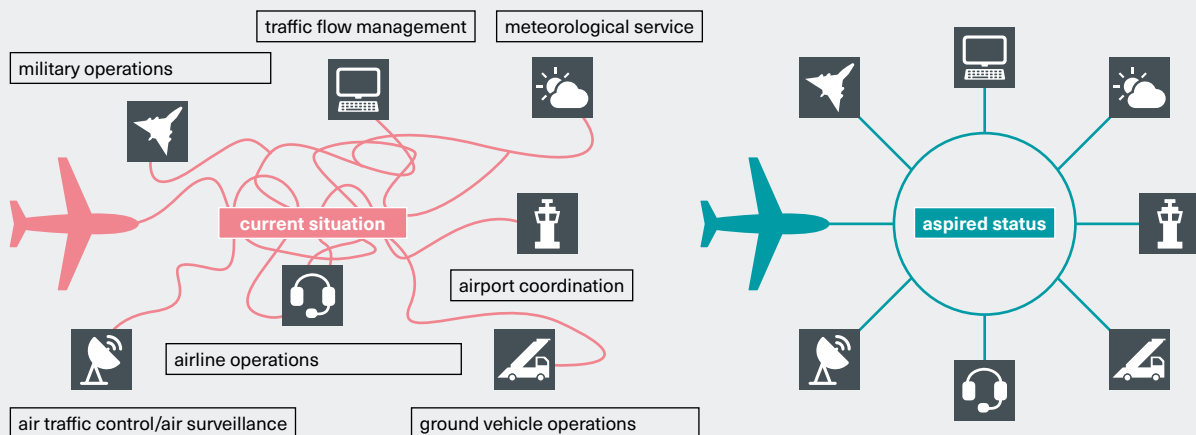 traffic flow management
meteorological service
military operations
current situation
aspired status
airport coordination
airline operations
air traffic control/air surveillance
ground vehicle operations